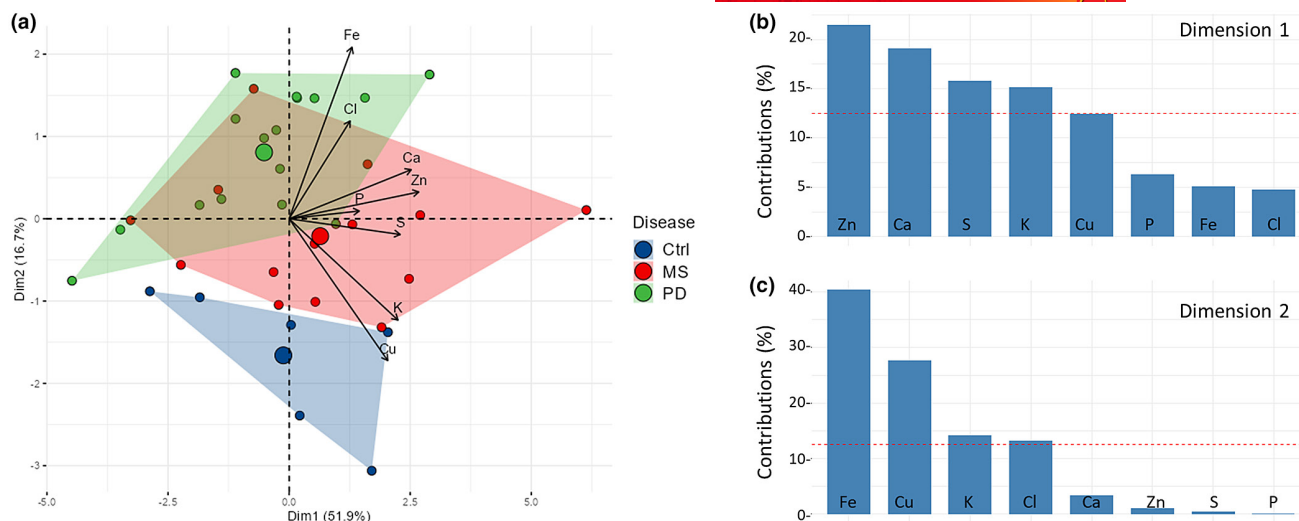 (a)
Fe
Cl
Ca
Zn
P
S
K
Cu
2
1
0
-1
-2
-3
Dim2 (16.7%)
-5.0
-2.5
0.0
2.5
5.0
Dim1 (51.9%)
Disease
Ctrl
MS
PD
(b)
Dimension 1
Contributions (%)
20
15
10
5
0
Zn Ca S K Cu P Fe Cl
(c)
Dimension 2
Contributions (%)
40
30
20
10
0
Fe Cu K Cl Ca Zn S P